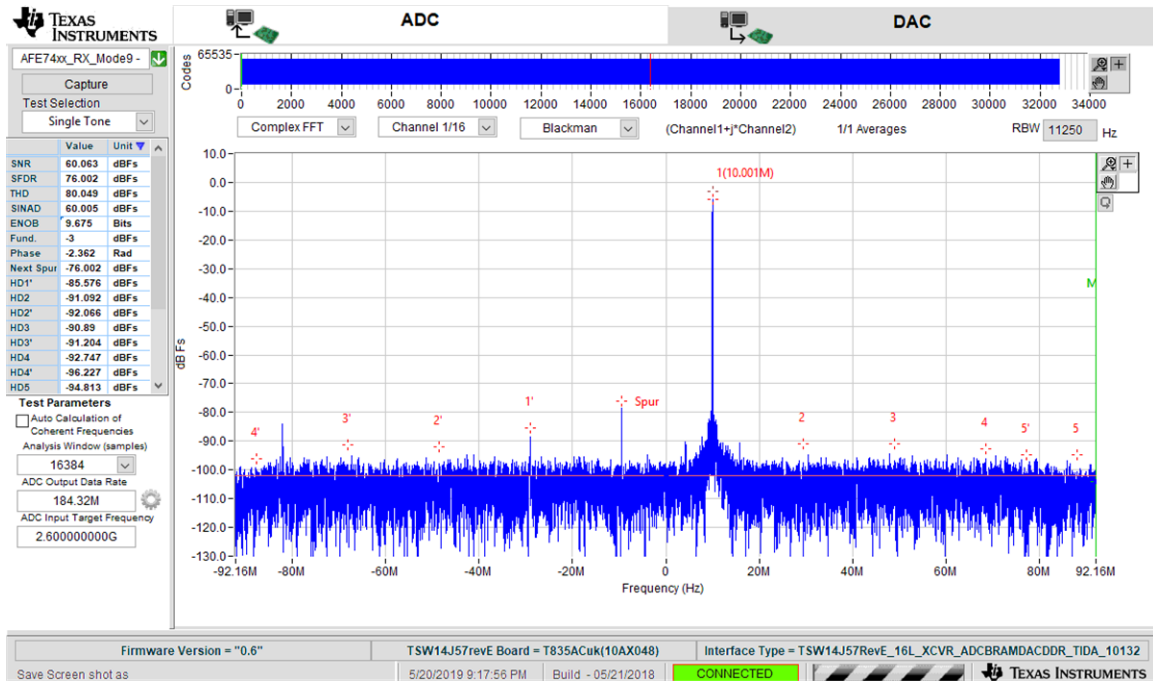 TEXAS INSTRUMENTS
ADC
DAC
AFE74xx_RX_Mode9 -
Capture
Test Selection
Single Tone
Value Unit
SNR 60.063 dBFs
SFDR 76.002 dBFs
THD 80.049 dBFs
SINAD 60.005 dBFs
ENOB 9.675 Bits
Fund. -3 dBFs
Phase -2.362 Rad
Next Spur -76.002 dBFs
HD1' -85.576 dBFs
HD2 -91.092 dBFs
HD2' -92.066 dBFs
HD3 -90.89 dBFs
HD3' -91.204 dBFs
HD4 -92.747 dBFs
HD4' -96.227 dBFs
HD5 -94.813 dBFs
Test Parameters
Auto Calculation of
Coherent Frequencies
Analysis Window (samples)
16384
ADC Output Data Rate
184.32M
ADC Input Target Frequency
2.600000000G
Codes
65535
0
0 2000 4000 6000 8000 10000 12000 14000 16000 18000 20000 22000 24000 26000 28000 30000 32000 34000
Complex FFT Channel 1/16 Blackman (Channel1+j*Channel2) 1/1 Averages RBW 11250 Hz
10.0
0.0
-10.0
-20.0
-30.0
-40.0
-50.0
-60.0
-70.0
-80.0
-90.0
-100.0
-110.0
-120.0
-130.0
dB Fs
1(10.001M)
M
4' 3' 2' 1' Spur 2 3 4 5' 5
-92.16M -80M -60M -40M -20M 0 20M 40M 60M 80M 92.16M
Frequency (Hz)
Firmware Version = "0.6" TSW14J57revE Board = T835ACuk(10AX048) Interface Type = TSW14J57RevE_16L_XCVR_ADCBRAMDACDDR_TIDA_10132
Save Screen shot as 5/20/2019 9:17:56 PM Build - 05/21/2018 CONNECTED TEXAS INSTRUMENTS